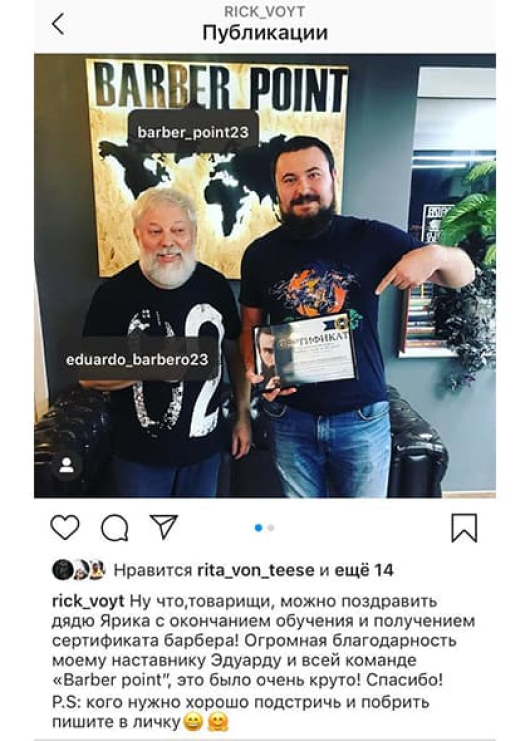 RICK_VOYT
Публикации
BARBER POINT
barber_point23
СЕРТИФИКАТ
eduardo_barbero23
02
Нравится rita_von_teese и ещё 14
rick_voyt Ну что,товарищи, можно поздравить
дядю Ярика с окончанием обучения и получением
сертификата барбера! Огромная благодарность
моему наставнику Эдуарду и всей команде
«Barber point", это было очень круто! Спасибо!
P.S: кого нужно хорошо подстричь и побрить
пишите в личку😄🤗